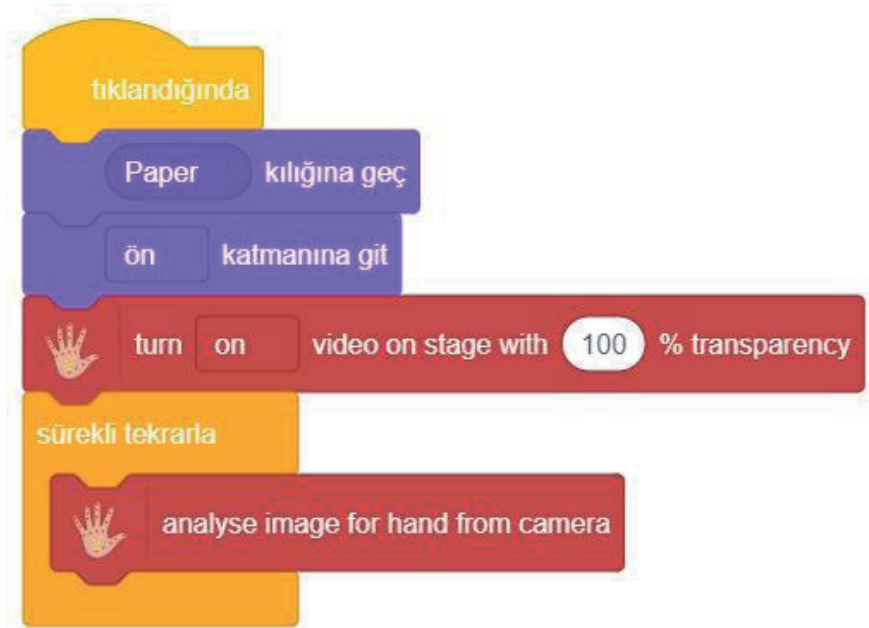 tıklandığında
Paper kılığına geç
ön katmanına git
turn on video on stage with 100 % transparency
sürekli tekrarla
analyse image for hand from camera